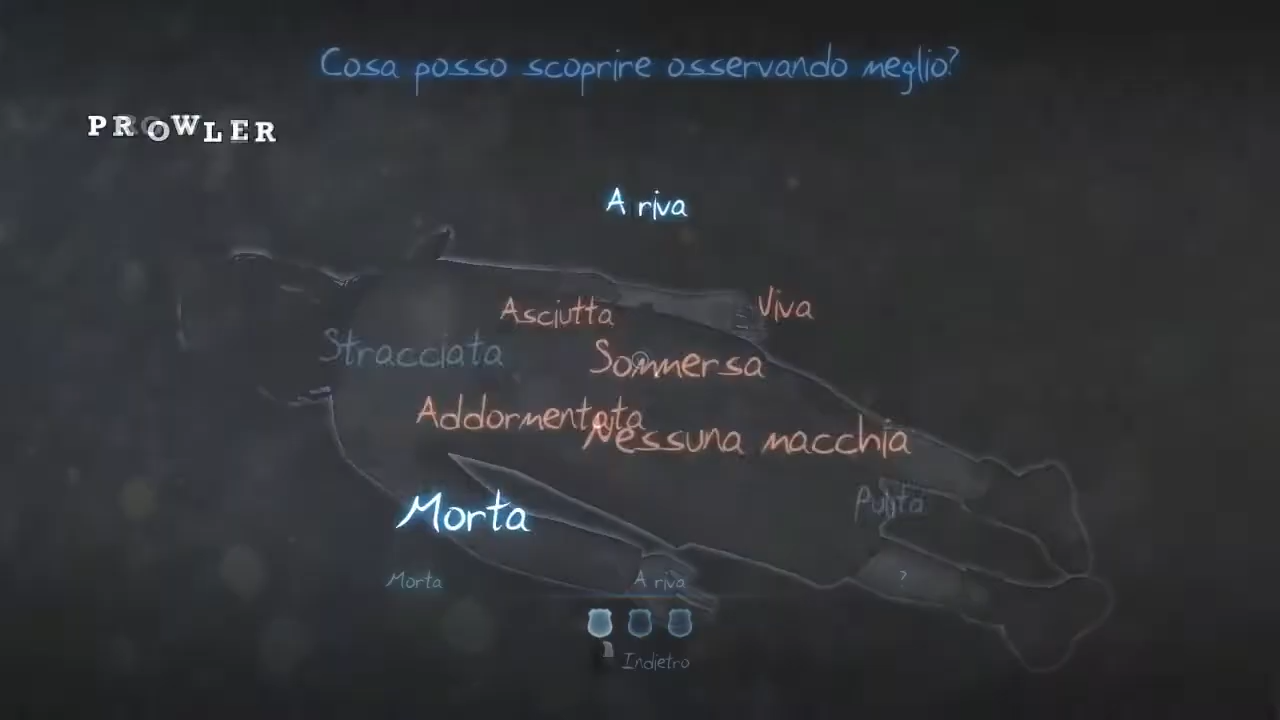 Cosa posso scoprire osservando meglio?
PROWLER
A riva
Asciutta
Viva
Stracciata
Sommersa
Addormentata
Nessuna macchia
Pulita
Morta
Morta
A riva
?
Indietro